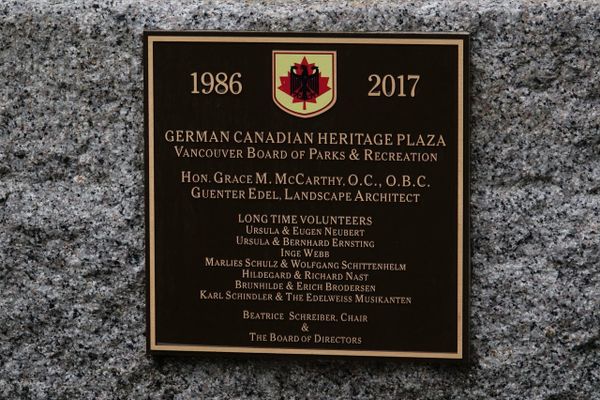 1986 2017
GERMAN CANADIAN HERITAGE PLAZA
VANCOUVER BOARD OF PARKS & RECREATION
HON. GRACE M. MCCARTHY, O.C., O.B.C.
GUENTER EDEL, LANDSCAPE ARCHITECT
LONG TIME VOLUNTEERS
URSULA & EUGEN NEUBERT
URSULA & BERNHARD ERNSTING
INGE WEBB
MARLIES SCHULZ & WOLFGANG SCHITTENHELM
HILDEGARD & RICHARD NAST
BRUNHILDE & ERICH BRODERSEN
KARL SCHINDLER & THE EDELWEISS MUSIKANTEN
BEATRICE SCHREIBER, CHAIR
&
THE BOARD OF DIRECTORS